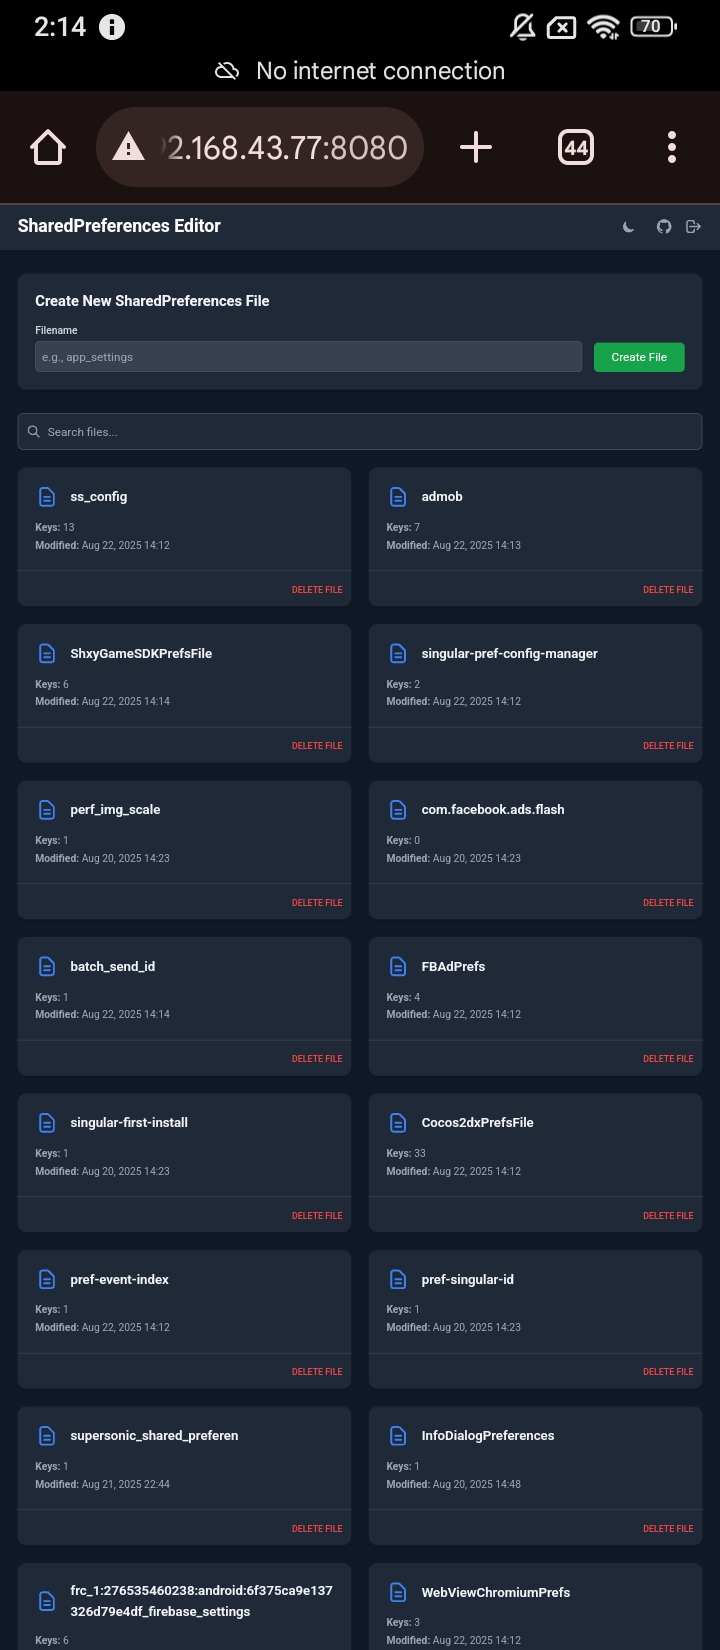 2:14
70
No internet connection
2.168.43.77:8080
44
SharedPreferences Editor
Create New SharedPreferences File
Filename
e.g., app_settings
Create File
Search files...
ss_config
Keys: 13
Modified: Aug 22, 2025 14:12
DELETE FILE
admob
Keys: 7
Modified: Aug 22, 2025 14:13
DELETE FILE
ShxyGameSDKPrefsFile
Keys: 6
Modified: Aug 22, 2025 14:14
DELETE FILE
singular-pref-config-manager
Keys: 2
Modified: Aug 22, 2025 14:12
DELETE FILE
perf_img_scale
Keys: 1
Modified: Aug 20, 2025 14:23
DELETE FILE
com.facebook.ads.flash
Keys: 0
Modified: Aug 20, 2025 14:23
DELETE FILE
batch_send_id
Keys: 1
Modified: Aug 22, 2025 14:14
DELETE FILE
FBAdPrefs
Keys: 4
Modified: Aug 22, 2025 14:12
DELETE FILE
singular-first-install
Keys: 1
Modified: Aug 20, 2025 14:23
DELETE FILE
Cocos2dxPrefsFile
Keys: 33
Modified: Aug 22, 2025 14:12
DELETE FILE
pref-event-index
Keys: 1
Modified: Aug 22, 2025 14:12
DELETE FILE
pref-singular-id
Keys: 1
Modified: Aug 20, 2025 14:23
DELETE FILE
supersonic_shared_preferen
Keys: 1
Modified: Aug 21, 2025 22:44
DELETE FILE
InfoDialogPreferences
Keys: 1
Modified: Aug 20, 2025 14:48
DELETE FILE
frc_1:276535460238:android:6f375ca9e137
326d79e4df_firebase_settings
Keys: 6
WebViewChromiumPrefs
Keys: 3
Modified: Aug 22, 2025 14:12